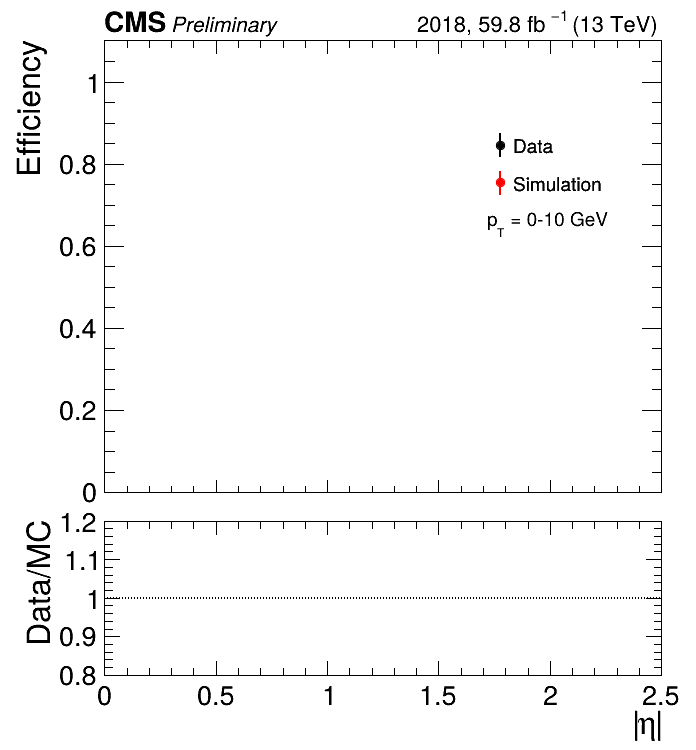 CMS Preliminary 2018, 59.8 fb⁻¹ (13 TeV)
Efficiency
1
0.8
0.6
0.4
0.2
0
Data
Simulation
p_T = 0-10 GeV
Data/MC
1.2
1.1
1
0.9
0.8
0 0.5 1 1.5 2 2.5
|η|